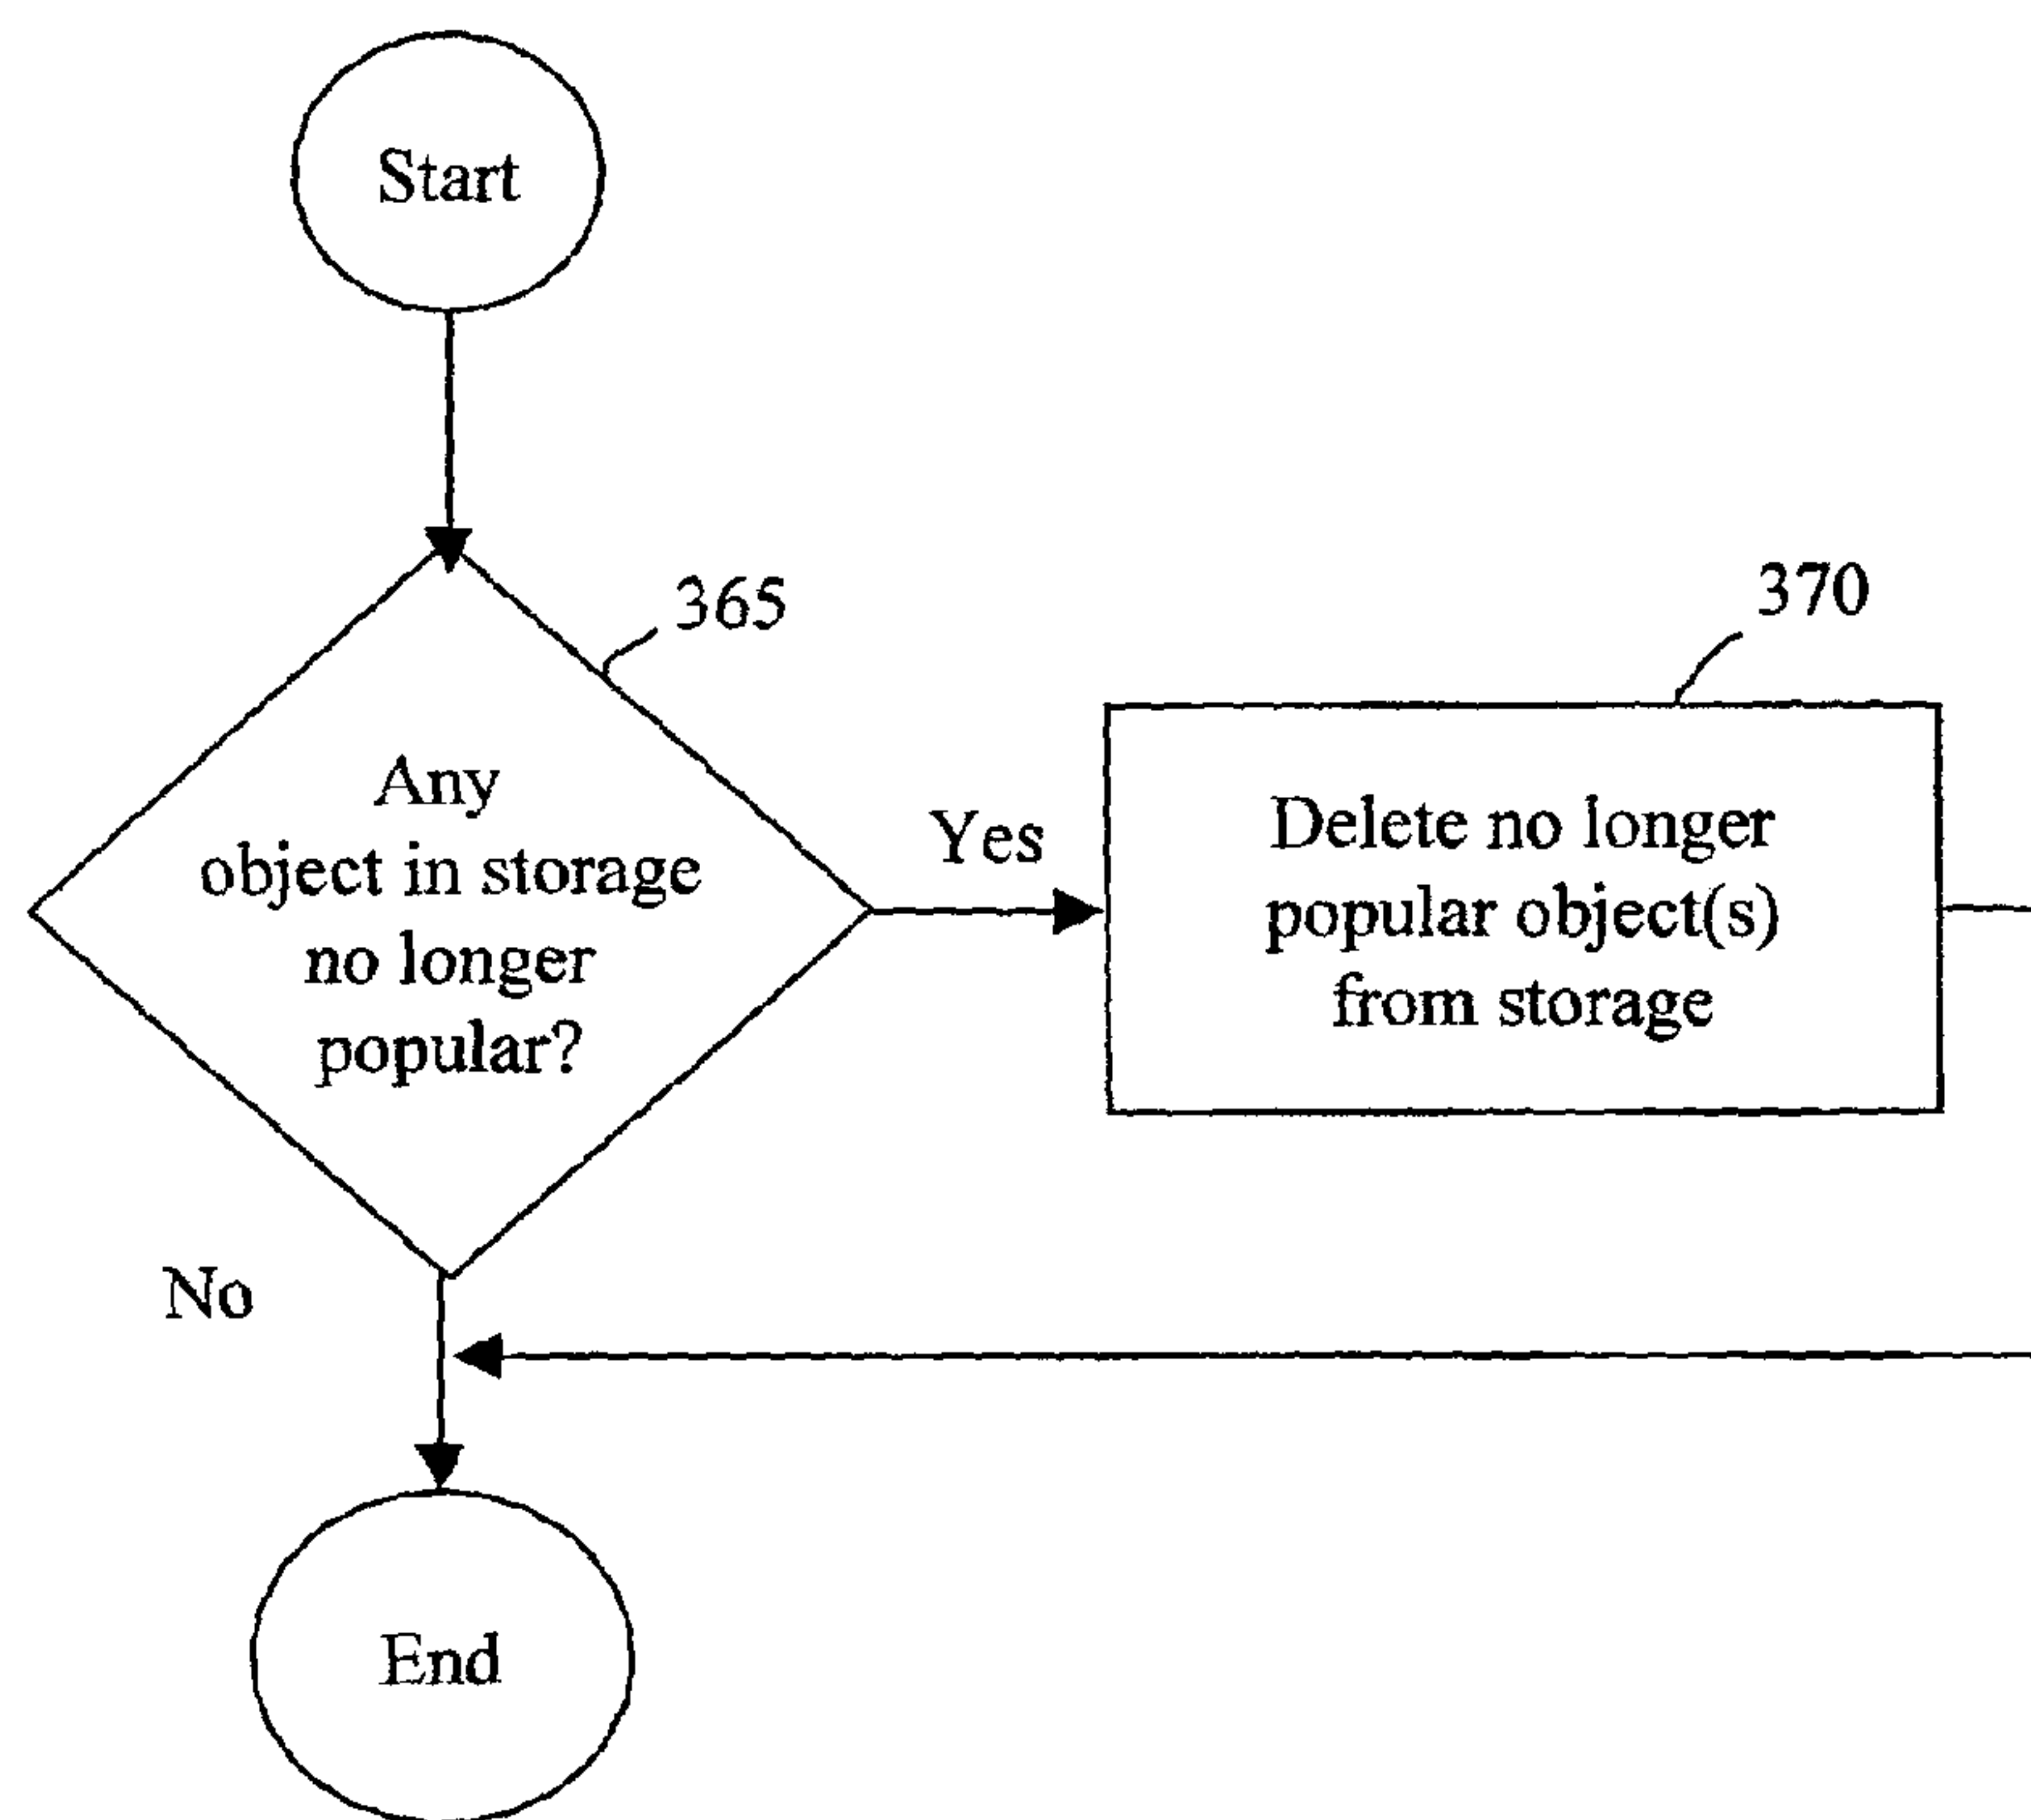 Start
365
370
Any
object in storage
no longer
popular?
Yes
Delete no longer
popular object(s)
from storage
No
End